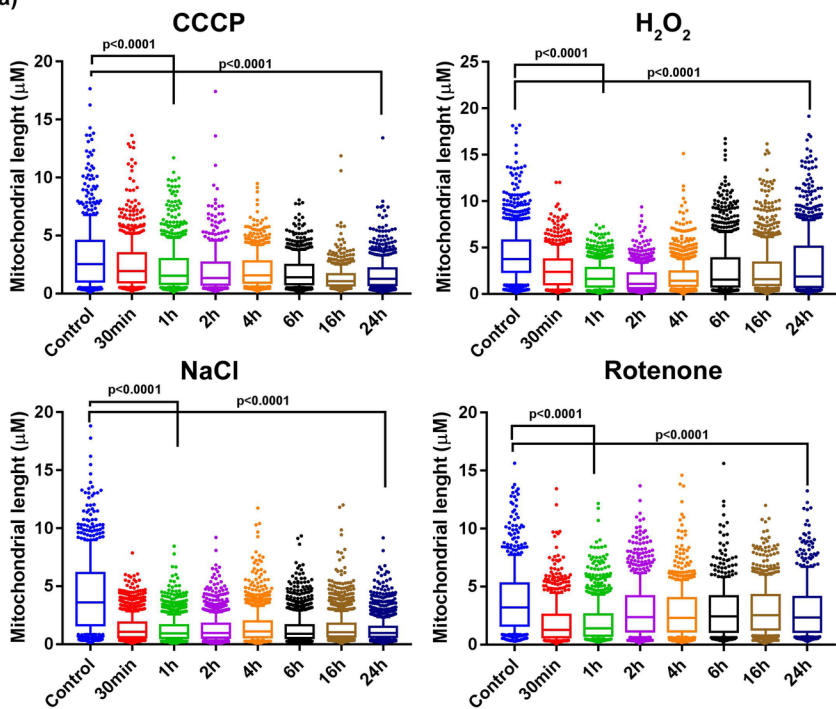 CCCP
p<0.0001
p<0.0001
Mitochondrial lenght (μM)
20
15
10
5
0
Control
30min
1h
2h
4h
6h
16h
24h
H₂O₂
p<0.0001
p<0.0001
Mitochondrial lenght (μM)
25
20
15
10
5
0
Control
30min
1h
2h
4h
6h
16h
24h
NaCl
p<0.0001
p<0.0001
Mitochondrial lenght (μM)
20
15
10
5
0
Control
30min
1h
2h
4h
6h
16h
24h
Rotenone
p<0.0001
p<0.0001
Mitochondrial lenght (μM)
20
15
10
5
0
Control
30min
1h
2h
4h
6h
16h
24h